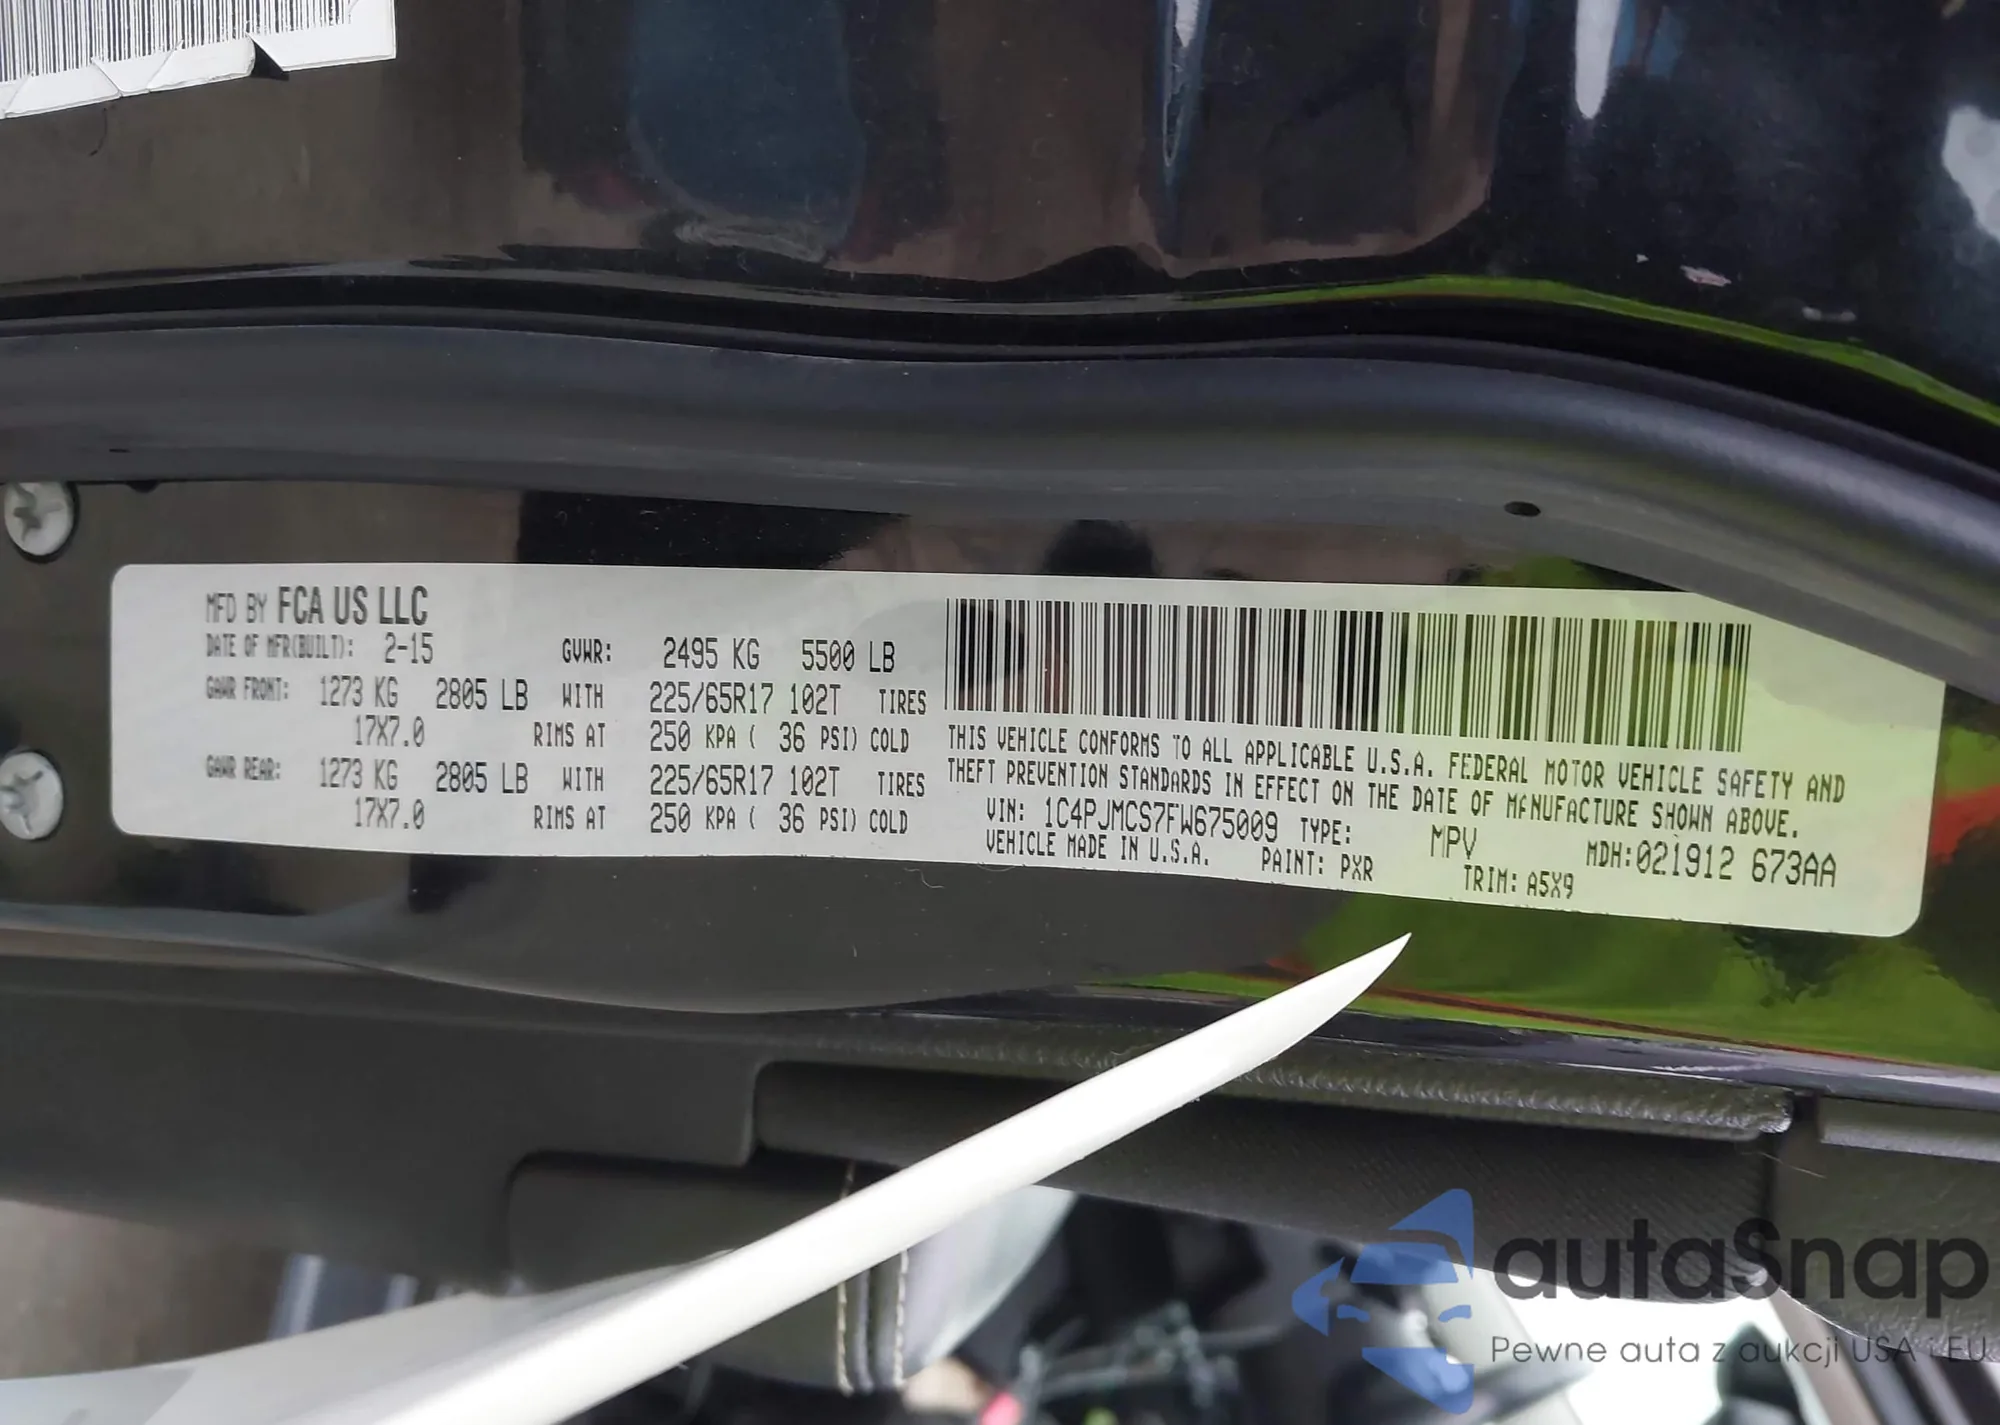 MFD BY FCA US LLC
DATE OF MFR(BUILT): 2-15 GVWR: 2495 KG 5500 LB
GAWR FRONT: 1273 KG 2805 LB WITH 225/65R17 102T TIRES
17X7.0 RIMS AT 250 KPA ( 36 PSI) COLD
GAWR REAR: 1273 KG 2805 LB WITH 225/65R17 102T TIRES
17X7.0 RIMS AT 250 KPA ( 36 PSI) COLD
THIS VEHICLE CONFORMS TO ALL APPLICABLE U.S.A. FEDERAL MOTOR VEHICLE SAFETY AND
THEFT PREVENTION STANDARDS IN EFFECT ON THE DATE OF MANUFACTURE SHOWN ABOVE.
VIN: 1C4PJMCS7FW675009 TYPE: MPV MDH:021912 673AA
VEHICLE MADE IN U.S.A. PAINT: PXR TRIM: A5X9
autaSnap
Pewne auta z aukcji USA i EU